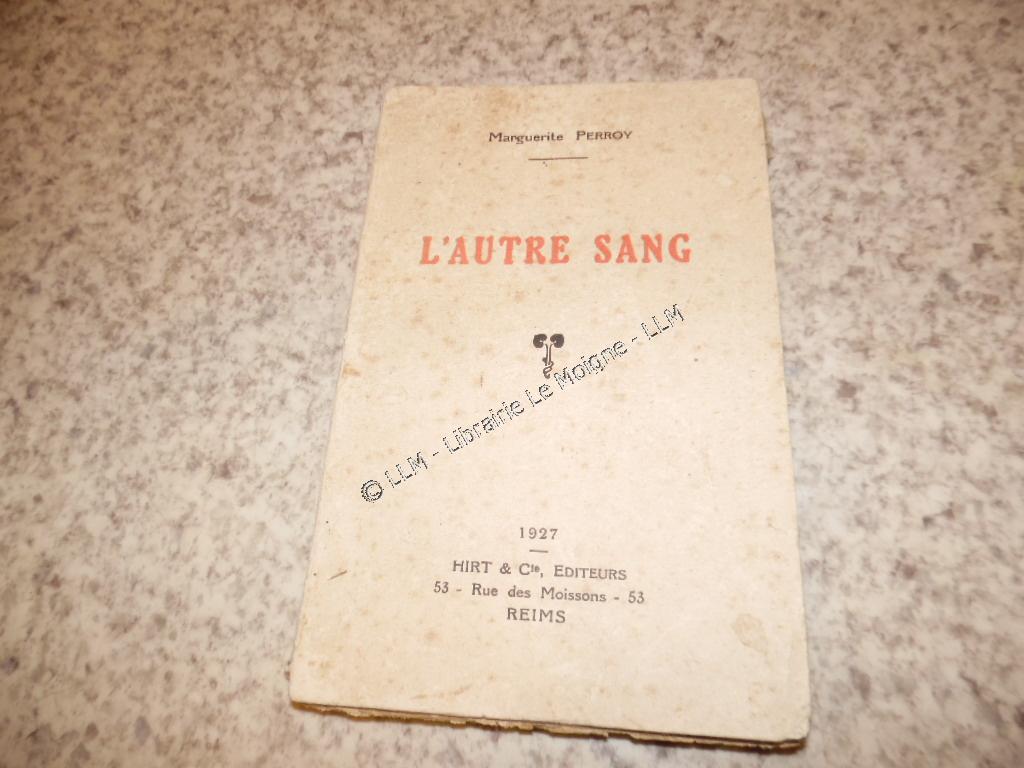 Marguerite PERROY
L'AUTRE SANG
© LLM - Librairie Le Moigne - LLM
1927
HIRT & Cie, EDITEURS
53 - Rue des Moissons - 53
REIMS